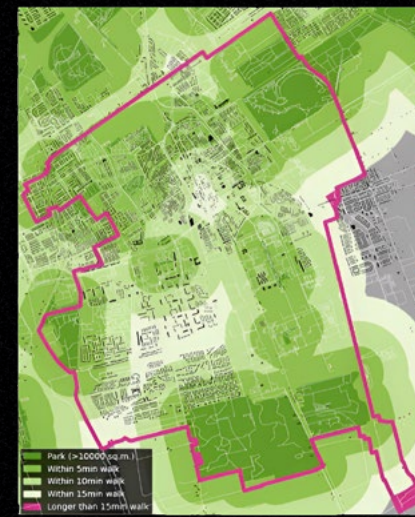 Park (>10000 sq.m.)
Within 5min walk
Within 10min walk
Within 15min walk
Longer than 15min walk